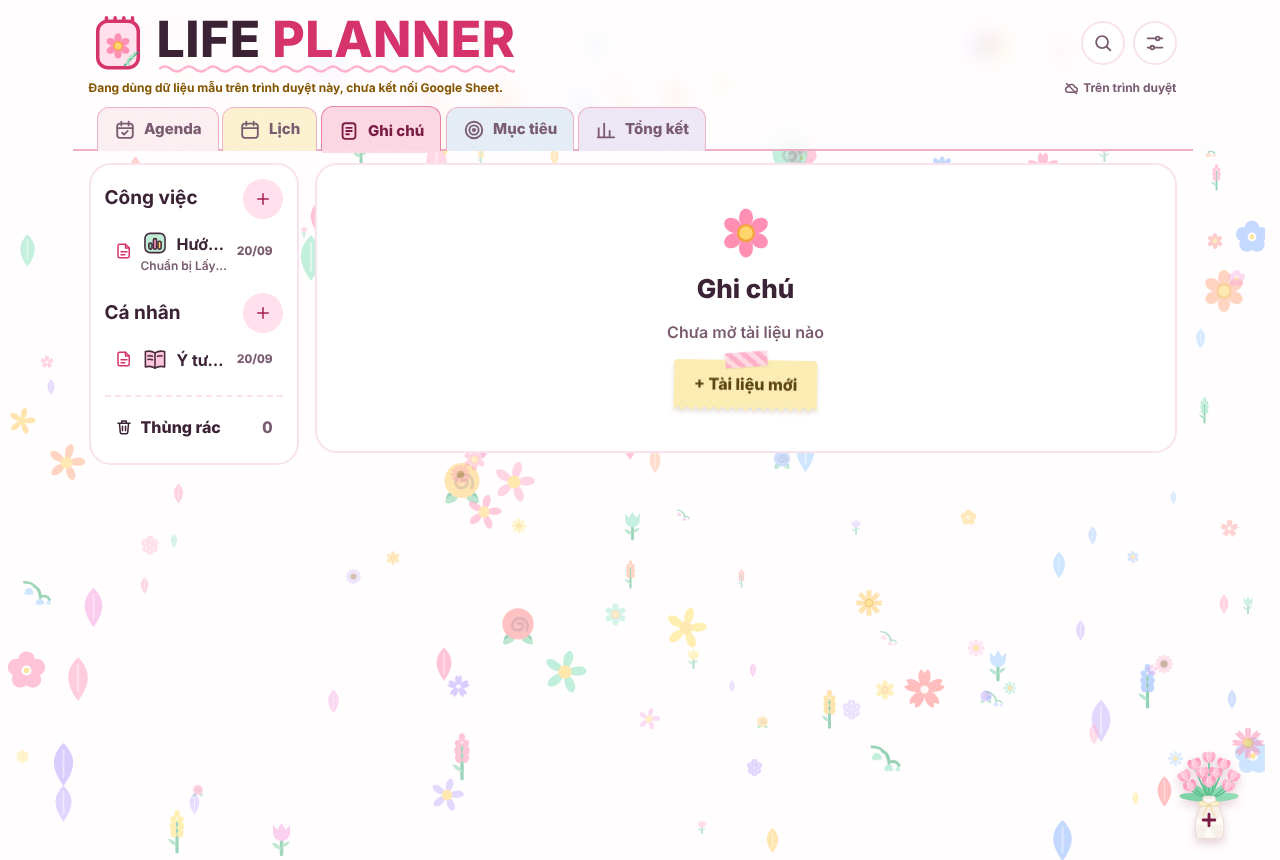 LIFE PLANNER
Đang dùng dữ liệu mẫu trên trình duyệt này, chưa kết nối Google Sheet.
Trên trình duyệt
Agenda
Lịch
Ghi chú
Mục tiêu
Tổng kết
Công việc
Hướ... 20/09
Chuẩn bị Lấy...
Cá nhân
Ý tư... 20/09
Thùng rác 0
Ghi chú
Chưa mở tài liệu nào
+ Tài liệu mới